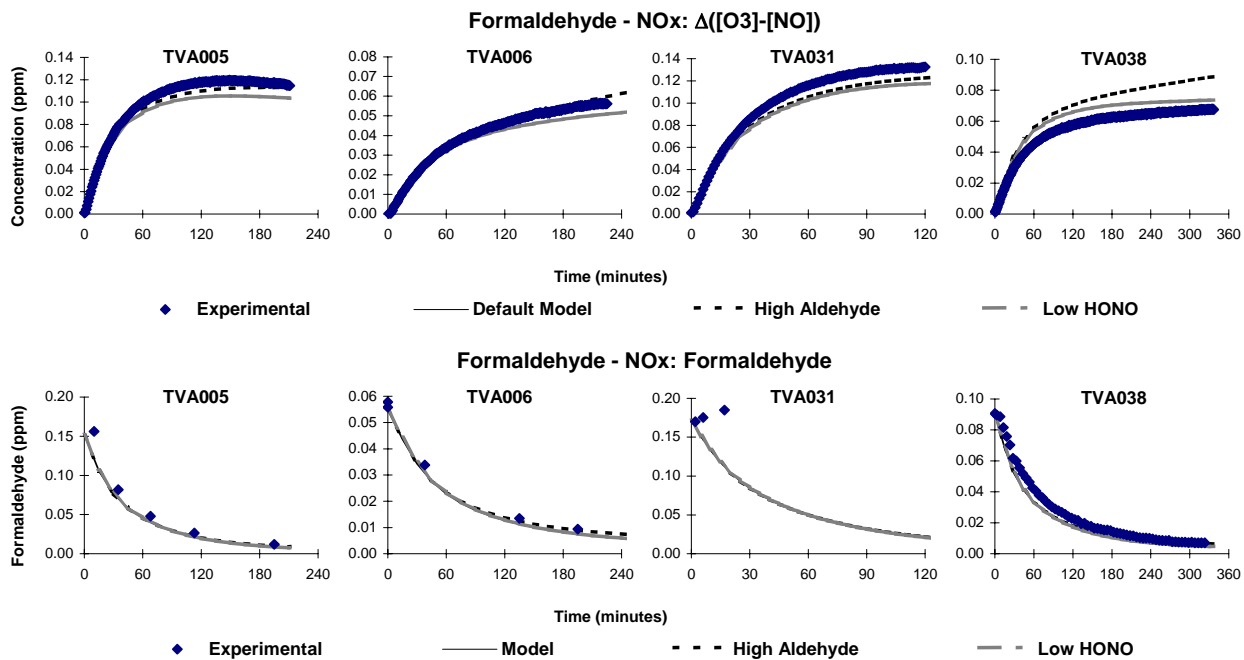 Formaldehyde - NOx: Δ([O3]-[NO])
TVA005 TVA006 TVA031 TVA038
Concentration (ppm)
0.14 0.12 0.10 0.08 0.06 0.04 0.02 0.00
0 60 120 180 240
0.08 0.07 0.06 0.05 0.04 0.03 0.02 0.01 0.00
0 60 120 180 240
0.14 0.12 0.10 0.08 0.06 0.04 0.02 0.00
0 30 60 90 120
0.10 0.08 0.06 0.04 0.02 0.00
0 60 120 180 240 300 360
Time (minutes)
Experimental Default Model High Aldehyde Low HONO
Formaldehyde - NOx: Formaldehyde
TVA005 TVA006 TVA031 TVA038
Formaldehyde (ppm)
0.20 0.15 0.10 0.05 0.00
0 60 120 180 240
0.06 0.05 0.04 0.03 0.02 0.01 0.00
0 60 120 180 240
0.20 0.15 0.10 0.05 0.00
0 30 60 90 120
0.10 0.08 0.06 0.04 0.02 0.00
0 60 120 180 240 300 360
Time (minutes)
Experimental Model High Aldehyde Low HONO